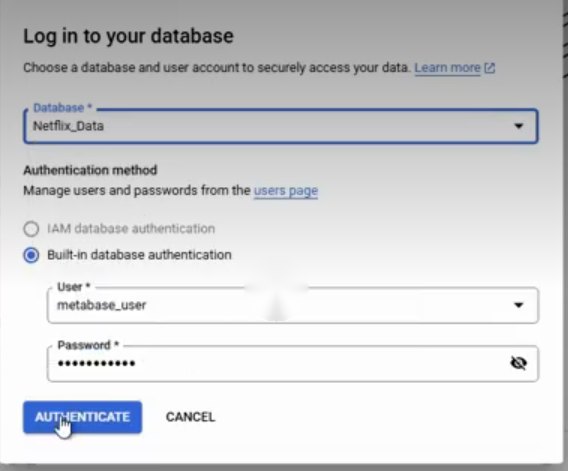 Log in to your database
Choose a database and user account to securely access your data. Learn more
Database *
Netflix_Data
Authentication method
Manage users and passwords from the users page
IAM database authentication
Built-in database authentication
User *
metabase_user
Password *
•••••••••••
AUTHENTICATE CANCEL